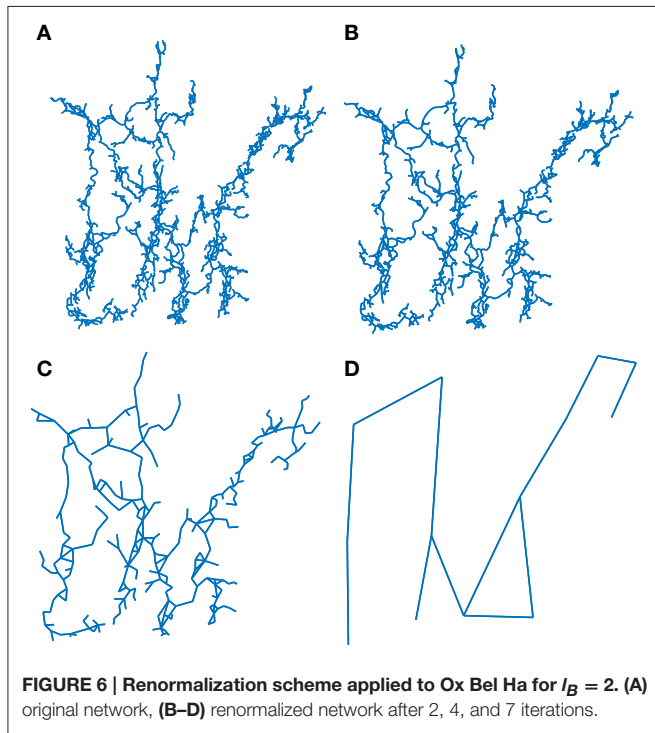 A
B
C
D
FIGURE 6 | Renormalization scheme applied to Ox Bel Ha for l_B = 2. (A)
original network, (B–D) renormalized network after 2, 4, and 7 iterations.